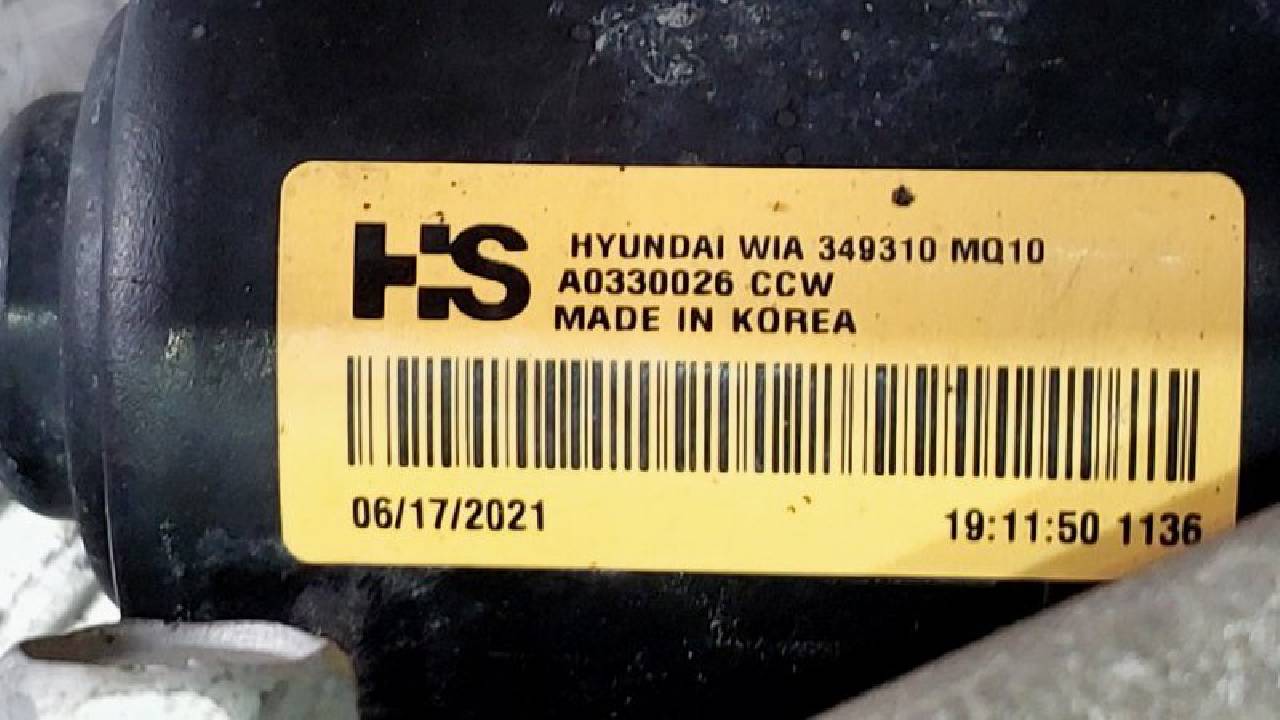 HS
HYUNDAI WIA 349310 MQ10
A0330026 CCW
MADE IN KOREA
06/17/2021
19:11:50 1136